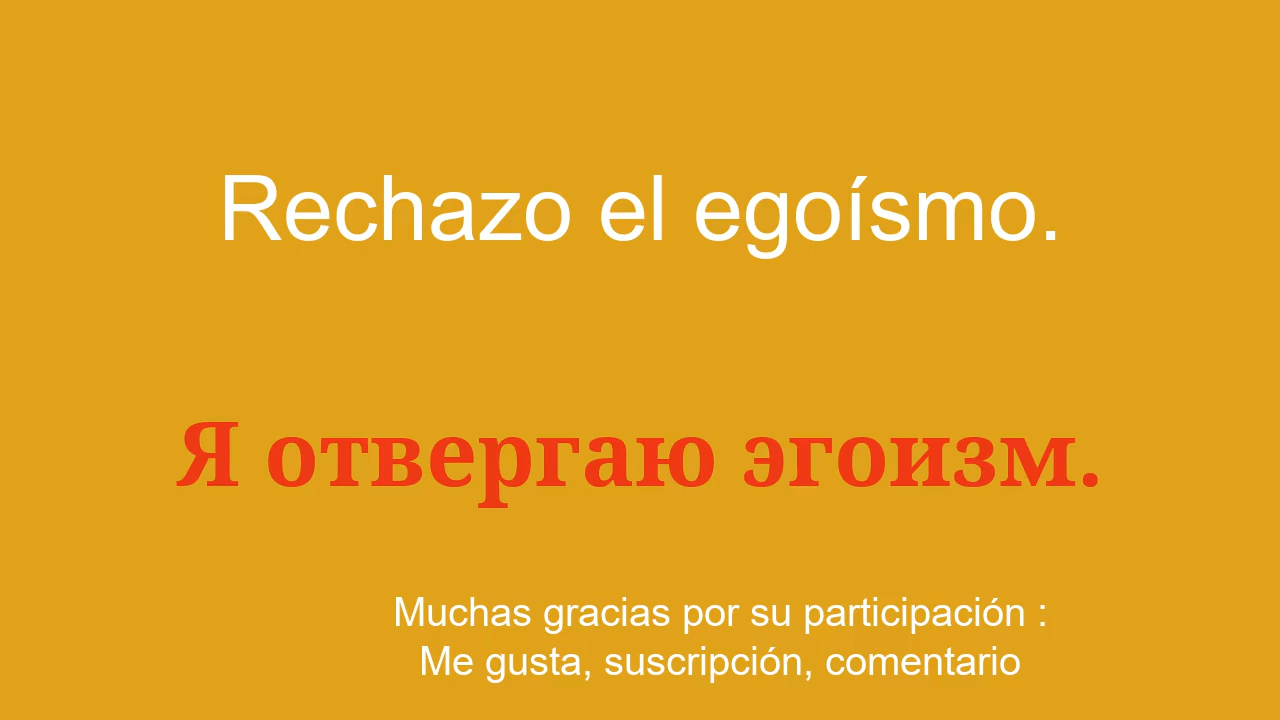 Rechazo el egoísmo.
Я отвергаю эгоизм.
Muchas gracias por su participación :
Me gusta, suscripción, comentario